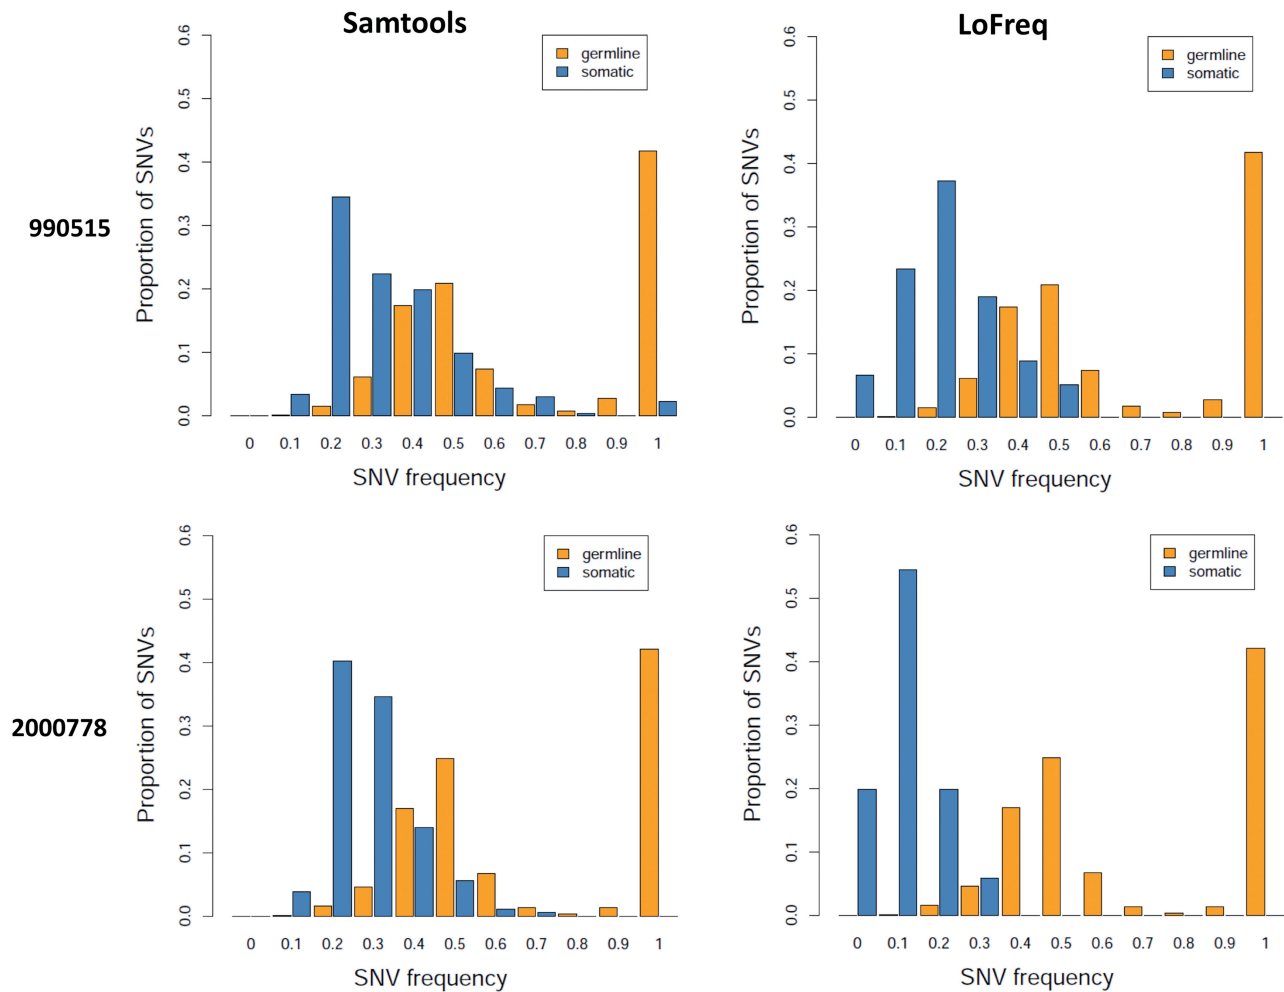 Samtools
LoFreq
990515
Proportion of SNVs
0.0 0.1 0.2 0.3 0.4 0.5 0.6
germline
somatic
0 0.1 0.2 0.3 0.4 0.5 0.6 0.7 0.8 0.9 1
SNV frequency
Proportion of SNVs
0.0 0.1 0.2 0.3 0.4 0.5 0.6
germline
somatic
0 0.1 0.2 0.3 0.4 0.5 0.6 0.7 0.8 0.9 1
SNV frequency
2000778
Proportion of SNVs
0.0 0.1 0.2 0.3 0.4 0.5 0.6
germline
somatic
0 0.1 0.2 0.3 0.4 0.5 0.6 0.7 0.8 0.9 1
SNV frequency
Proportion of SNVs
0.0 0.1 0.2 0.3 0.4 0.5 0.6
germline
somatic
0 0.1 0.2 0.3 0.4 0.5 0.6 0.7 0.8 0.9 1
SNV frequency